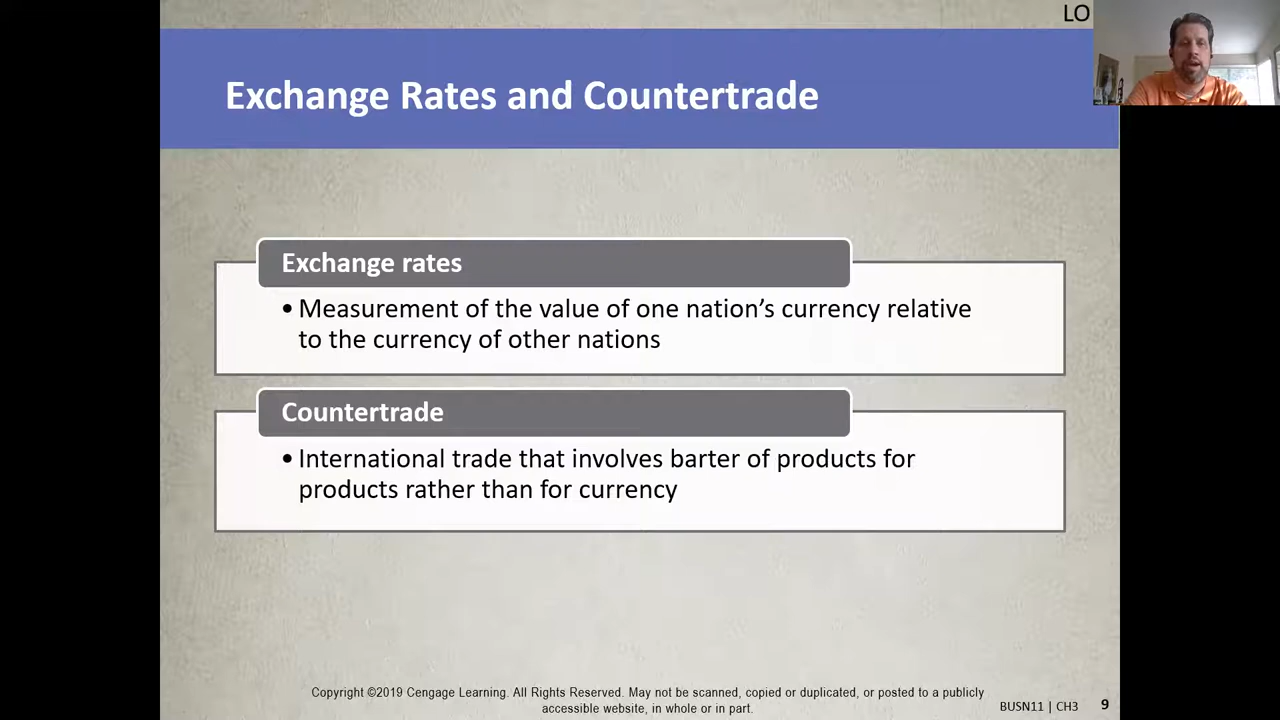 LO
Exchange Rates and Countertrade
Exchange rates
• Measurement of the value of one nation’s currency relative
to the currency of other nations
Countertrade
• International trade that involves barter of products for
products rather than for currency
Copyright ©2019 Cengage Learning. All Rights Reserved. May not be scanned, copied or duplicated, or posted to a publicly
accessible website, in whole or in part.
BUSN11 | CH3 9